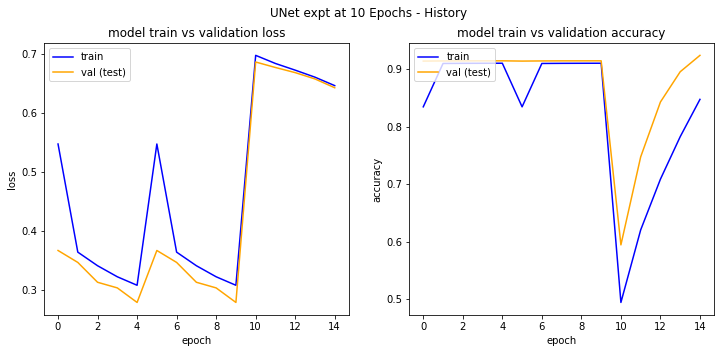 UNet expt at 10 Epochs - History
model train vs validation loss
train
val (test)
0.7
0.6
0.5
0.4
0.3
loss
0 2 4 6 8 10 12 14
epoch
model train vs validation accuracy
train
val (test)
0.9
0.8
0.7
0.6
0.5
accuracy
0 2 4 6 8 10 12 14
epoch